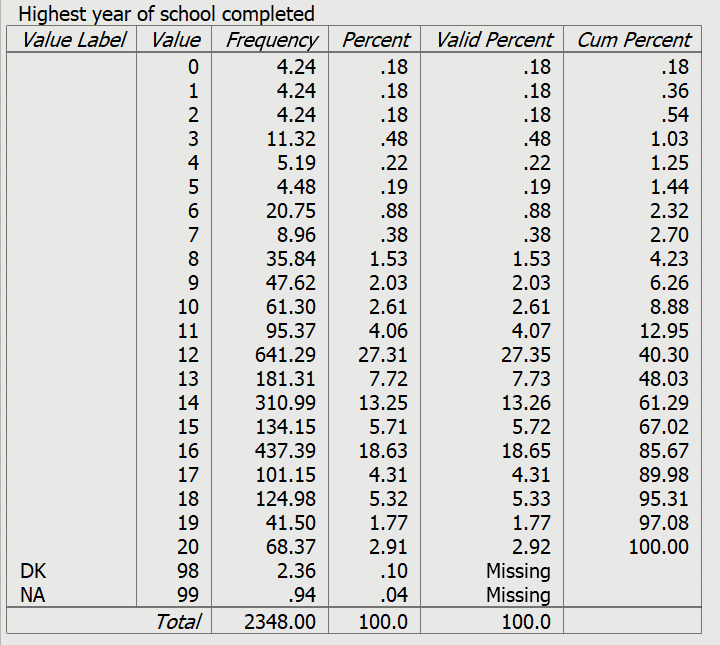 Highest year of school completed
Value Label Value Frequency Percent Valid Percent Cum Percent
0 4.24 .18 .18 .18
1 4.24 .18 .18 .36
2 4.24 .18 .18 .54
3 11.32 .48 .48 1.03
4 5.19 .22 .22 1.25
5 4.48 .19 .19 1.44
6 20.75 .88 .88 2.32
7 8.96 .38 .38 2.70
8 35.84 1.53 1.53 4.23
9 47.62 2.03 2.03 6.26
10 61.30 2.61 2.61 8.88
11 95.37 4.06 4.07 12.95
12 641.29 27.31 27.35 40.30
13 181.31 7.72 7.73 48.03
14 310.99 13.25 13.26 61.29
15 134.15 5.71 5.72 67.02
16 437.39 18.63 18.65 85.67
17 101.15 4.31 4.31 89.98
18 124.98 5.32 5.33 95.31
19 41.50 1.77 1.77 97.08
20 68.37 2.91 2.92 100.00
DK 98 2.36 .10 Missing
NA 99 .94 .04 Missing
Total 2348.00 100.0 100.0